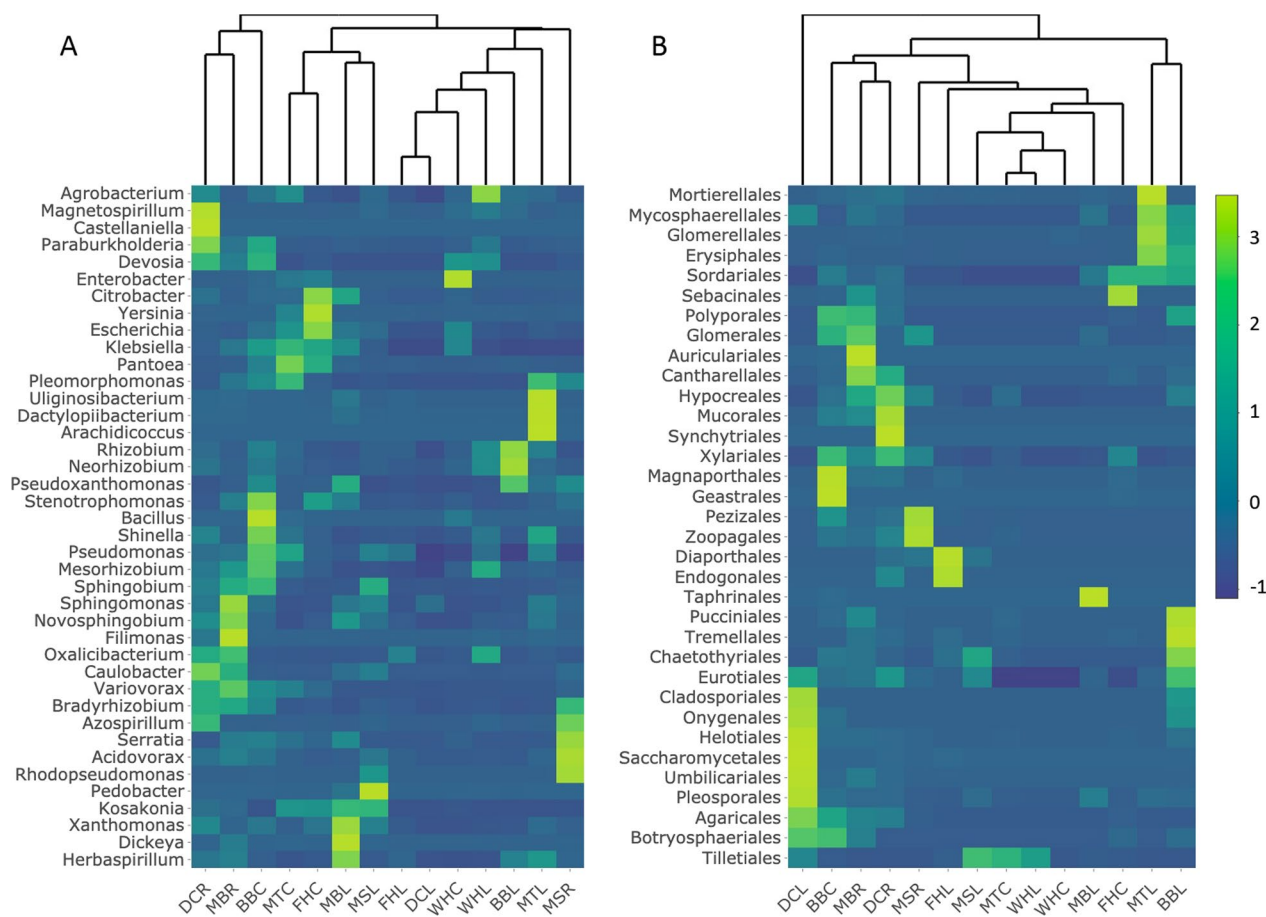 A
Agrobacterium
Magnetospirillum
Castellaniella
Paraburkholderia
Devosia
Enterobacter
Citrobacter
Yersinia
Escherichia
Klebsiella
Pantoea
Pleomorphomonas
Uliginosibacterium
Dactylopiibacterium
Arachidicoccus
Rhizobium
Neorhizobium
Pseudoxanthomonas
Stenotrophomonas
Bacillus
Shinella
Pseudomonas
Mesorhizobium
Sphingobium
Sphingomonas
Novosphingobium
Filimonas
Oxalicibacterium
Caulobacter
Variovorax
Bradyrhizobium
Azospirillum
Serratia
Acidovorax
Rhodopseudomonas
Pedobacter
Kosakonia
Xanthomonas
Dickeya
Herbaspirillum
DCR MBR BBC MTC FHC MBL MSL FHL DCL WHC WHL BBL MTL MSR
B
Mortierellales
Mycosphaerellales
Glomerellales
Erysiphales
Sordariales
Sebacinales
Polyporales
Glomerales
Auriculariales
Cantharellales
Hypocreales
Mucorales
Synchytriales
Xylariales
Magnaporthales
Geastrales
Pezizales
Zoopagales
Diaporthales
Endogonales
Taphrinales
Pucciniales
Tremellales
Chaetothyriales
Eurotiales
Cladosporiales
Onygenales
Helotiales
Saccharomycetales
Umbilicariales
Pleosporales
Agaricales
Botryosphaeriales
Tilletiales
DCL BBC MBR DCR MSR FHL MSL MTC WHL WHC MBL FHC MTL BBL
3
2
1
0
-1